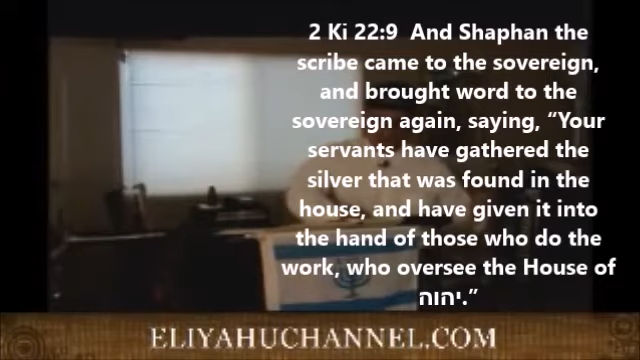 2 Ki 22:9  And Shaphan the
scribe came to the sovereign,
and brought word to the
sovereign again, saying, “Your
servants have gathered the
silver that was found in the
house, and have given it into
the hand of those who do the
work, who oversee the House of
יהוה.”
ELIYAHUCHANNEL.COM